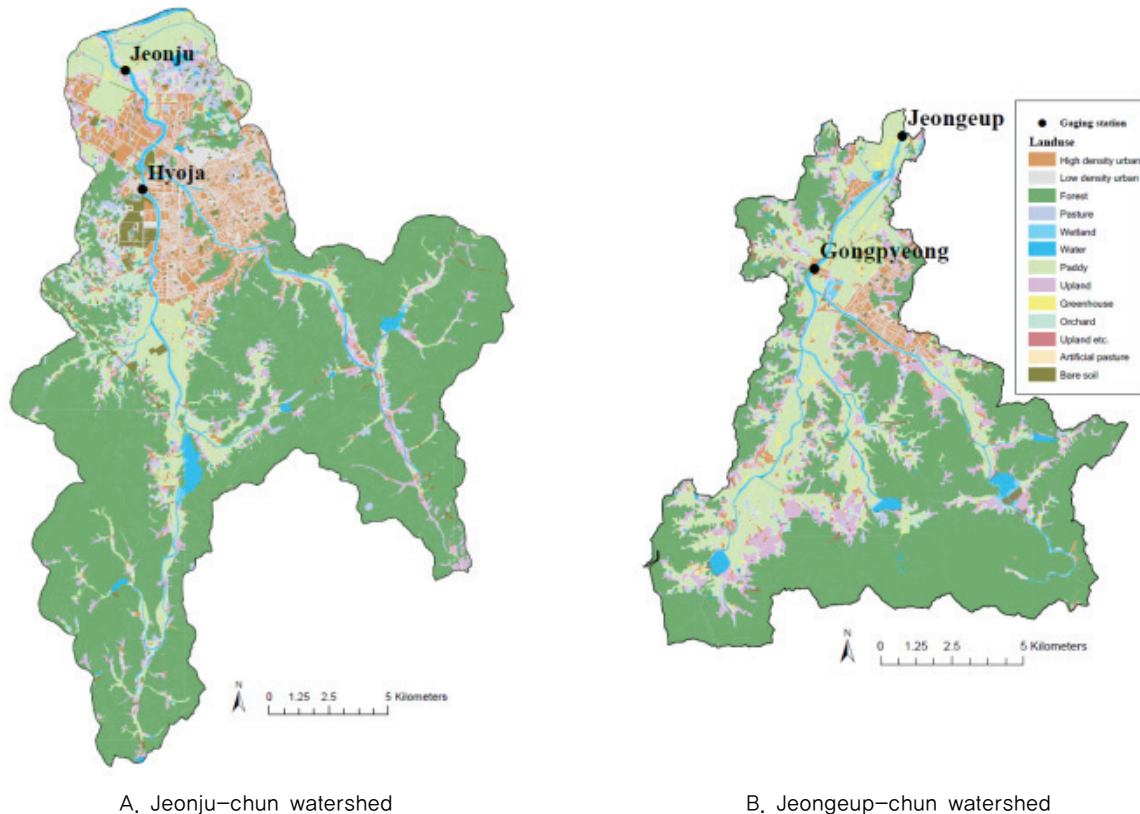 Jeonju
Hyoja
N
0 1.25 2.5 5 Kilometers
A. Jeonju-chun watershed
Jeongeup
Gongpyeong
Gaging station
Landuse
High density urban
Low density urban
Forest
Pasture
Wetland
Water
Paddy
Upland
Greenhouse
Orchard
Upland etc.
Artificial pasture
Bare soil
N
0 1.25 2.5 5 Kilometers
B. Jeongeup-chun watershed